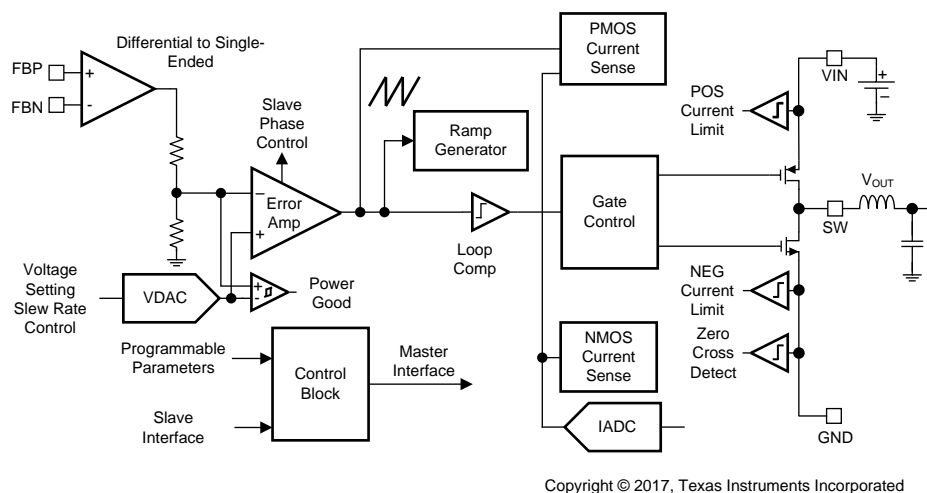 Differential to Single-
Ended
FBP
FBN
+
-
Slave
Phase
Control
Error
Amp
−
+
Ramp
Generator
PMOS
Current
Sense
VIN
+
−
POS
Current
Limit
Gate
Control
VOUT
SW
Loop
Comp
Voltage
Setting
Slew Rate
Control
VDAC
+
-
Power
Good
NEG
Current
Limit
Zero
Cross
Detect
NMOS
Current
Sense
Programmable
Parameters
Control
Block
Master
Interface
Slave
Interface
IADC
GND
Copyright © 2017, Texas Instruments Incorporated